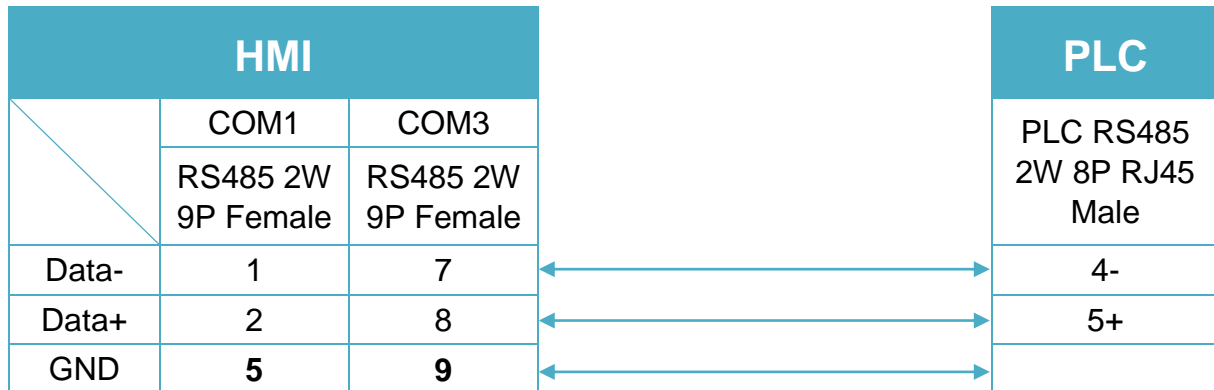 HMI
PLC
COM1 COM3
RS485 2W
9P Female
RS485 2W
9P Female
PLC RS485
2W 8P RJ45
Male
Data- 1 7 4-
Data+ 2 8 5+
GND 5 9